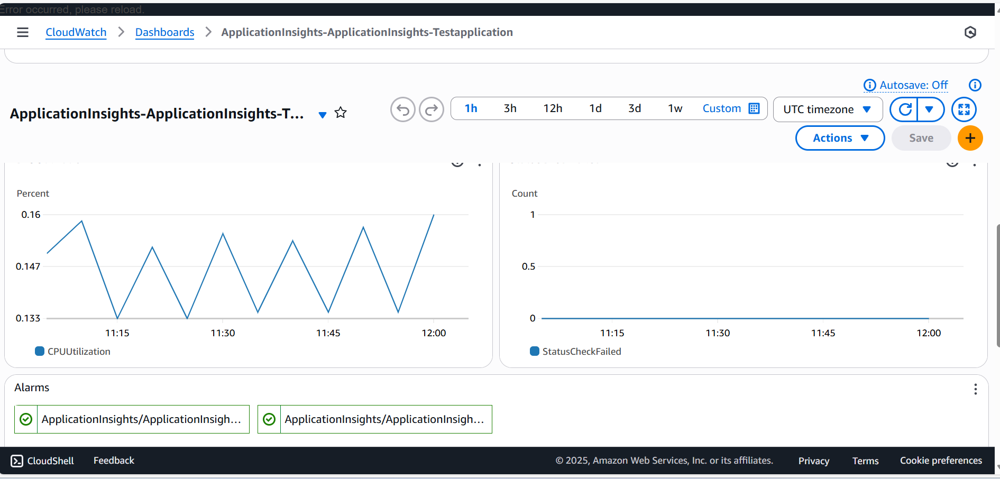 Error occurred, please reload.
CloudWatch > Dashboards > ApplicationInsights-ApplicationInsights-Testapplication
Autosave: Off
ApplicationInsights-ApplicationInsights-T...
1h 3h 12h 1d 3d 1w Custom
UTC timezone
Actions
Save
Percent
0.16
0.147
0.133
11:15 11:30 11:45 12:00
CPUUtilization
Count
1
0.5
0
11:15 11:30 11:45 12:00
StatusCheckFailed
Alarms
ApplicationInsights/ApplicationInsigh...
ApplicationInsights/ApplicationInsigh...
CloudShell Feedback
© 2025, Amazon Web Services, Inc. or its affiliates. Privacy Terms Cookie preferences